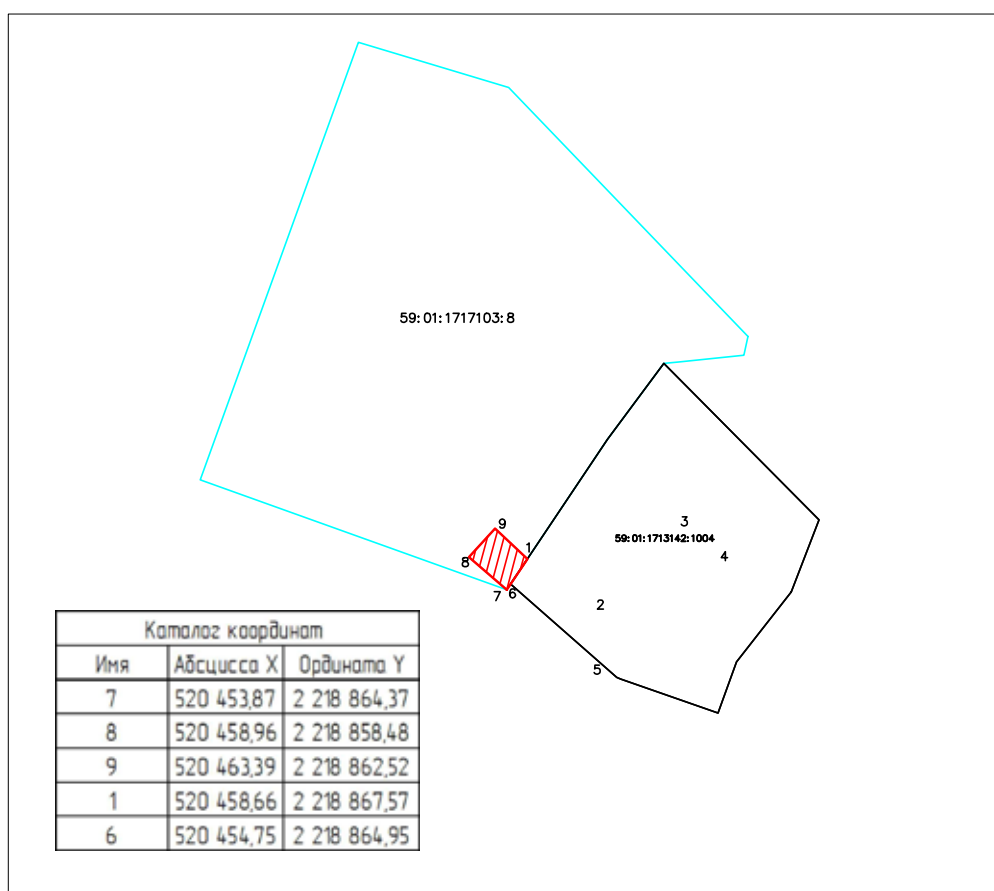 59:01:1717103:8
9
1
8
7
6
3
59:01:1713142:1004
4
2
5
Каталог координат
Имя Абсцисса X Ордината Y
7 520 453,87 2 218 864,37
8 520 458,96 2 218 858,48
9 520 463,39 2 218 862,52
1 520 458,66 2 218 867,57
6 520 454,75 2 218 864,95